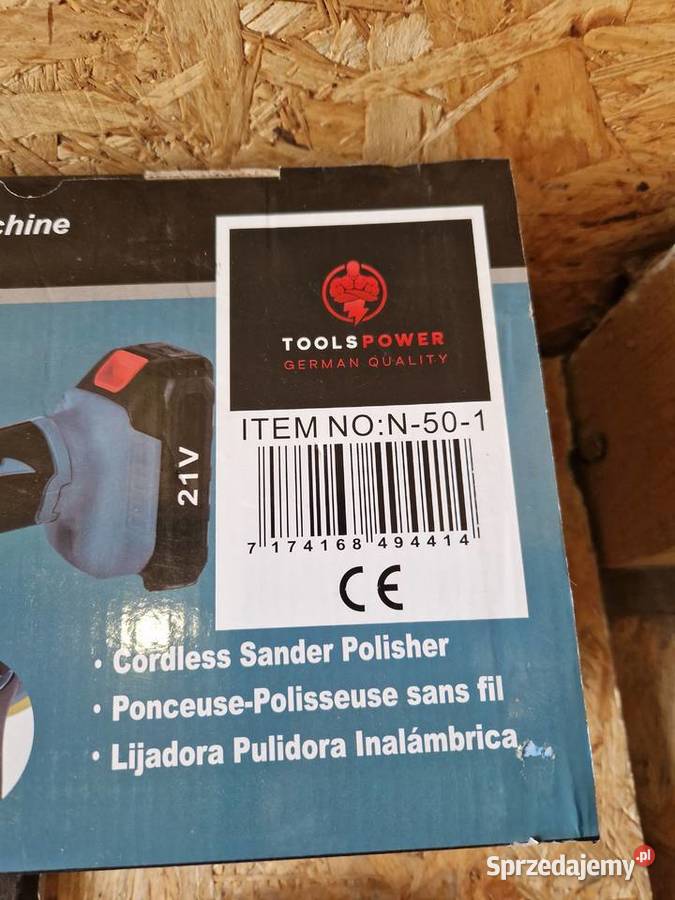 chine
TOOLSPOWER
GERMAN QUALITY
ITEM NO:N-50-1
21V
7 174168 494414
CE
• Cordless Sander Polisher
• Ponceuse-Polisseuse sans fil
• Lijadora Pulidora Inalámbrica
Sprzedajemy.pl